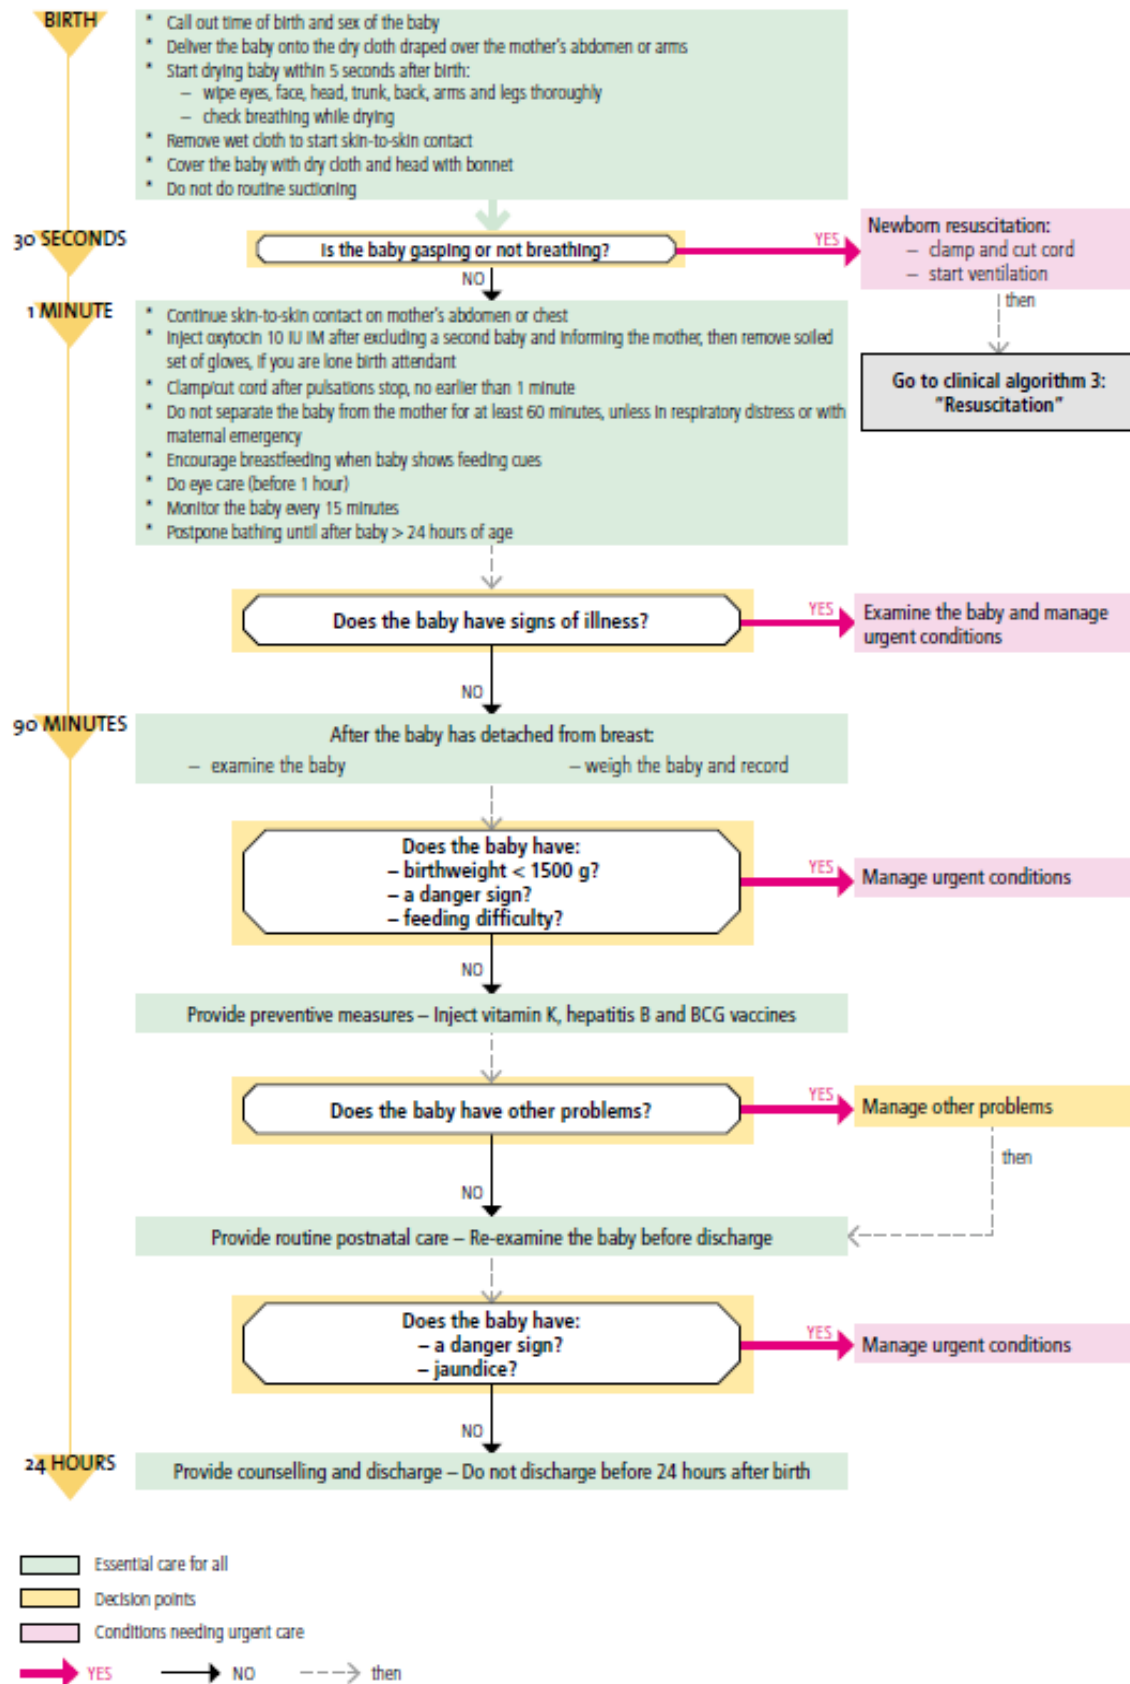 BIRTH
* Call out time of birth and sex of the baby
* Deliver the baby onto the dry cloth draped over the mother's abdomen or arms
* Start drying baby within 5 seconds after birth:
– wipe eyes, face, head, trunk, back, arms and legs thoroughly
– check breathing while drying
* Remove wet cloth to start skin-to-skin contact
* Cover the baby with dry cloth and head with bonnet
* Do not do routine suctioning
30 SECONDS
Is the baby gasping or not breathing?
YES
Newborn resuscitation:
– clamp and cut cord
– start ventilation
then
Go to clinical algorithm 3:
"Resuscitation"
NO
1 MINUTE
* Continue skin-to-skin contact on mother's abdomen or chest
* Inject oxytocin 10 IU IM after excluding a second baby and informing the mother, then remove soiled
set of gloves, if you are lone birth attendant
* Clamp/cut cord after pulsations stop, no earlier than 1 minute
* Do not separate the baby from the mother for at least 60 minutes, unless in respiratory distress or with
maternal emergency
* Encourage breastfeeding when baby shows feeding cues
* Do eye care (before 1 hour)
* Monitor the baby every 15 minutes
* Postpone bathing until after baby > 24 hours of age
Does the baby have signs of illness?
YES
Examine the baby and manage
urgent conditions
NO
90 MINUTES
After the baby has detached from breast:
– examine the baby – weigh the baby and record
Does the baby have:
– birthweight < 1500 g?
– a danger sign?
– feeding difficulty?
YES
Manage urgent conditions
NO
Provide preventive measures – Inject vitamin K, hepatitis B and BCG vaccines
Does the baby have other problems?
YES
Manage other problems
then
NO
Provide routine postnatal care – Re-examine the baby before discharge
Does the baby have:
– a danger sign?
– jaundice?
YES
Manage urgent conditions
NO
24 HOURS
Provide counselling and discharge – Do not discharge before 24 hours after birth
Essential care for all
Decision points
Conditions needing urgent care
YES NO then